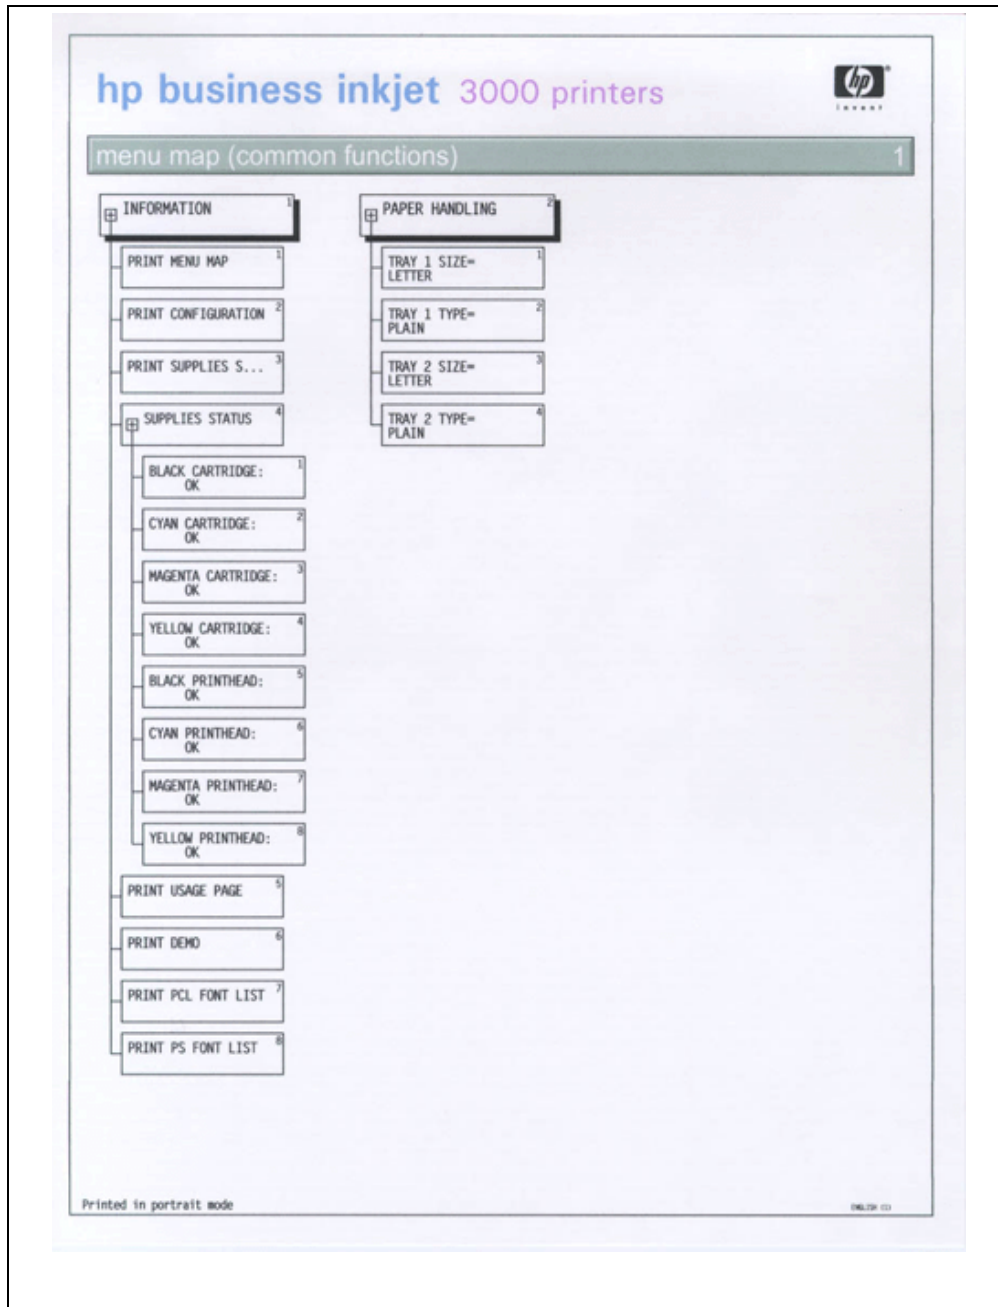 hp business inkjet 3000 printers
hp
invent
menu map (common functions) 1
INFORMATION 1
PRINT MENU MAP 1
PRINT CONFIGURATION 2
PRINT SUPPLIES S... 3
SUPPLIES STATUS 4
BLACK CARTRIDGE: 1
OK
CYAN CARTRIDGE: 2
OK
MAGENTA CARTRIDGE: 3
OK
YELLOW CARTRIDGE: 4
OK
BLACK PRINTHEAD: 5
OK
CYAN PRINTHEAD: 6
OK
MAGENTA PRINTHEAD: 7
OK
YELLOW PRINTHEAD: 8
OK
PRINT USAGE PAGE 5
PRINT DEMO 6
PRINT PCL FONT LIST 7
PRINT PS FONT LIST 8
PAPER HANDLING 2
TRAY 1 SIZE= 1
LETTER
TRAY 1 TYPE= 2
PLAIN
TRAY 2 SIZE= 3
LETTER
TRAY 2 TYPE= 4
PLAIN
Printed in portrait mode
ENGLISH